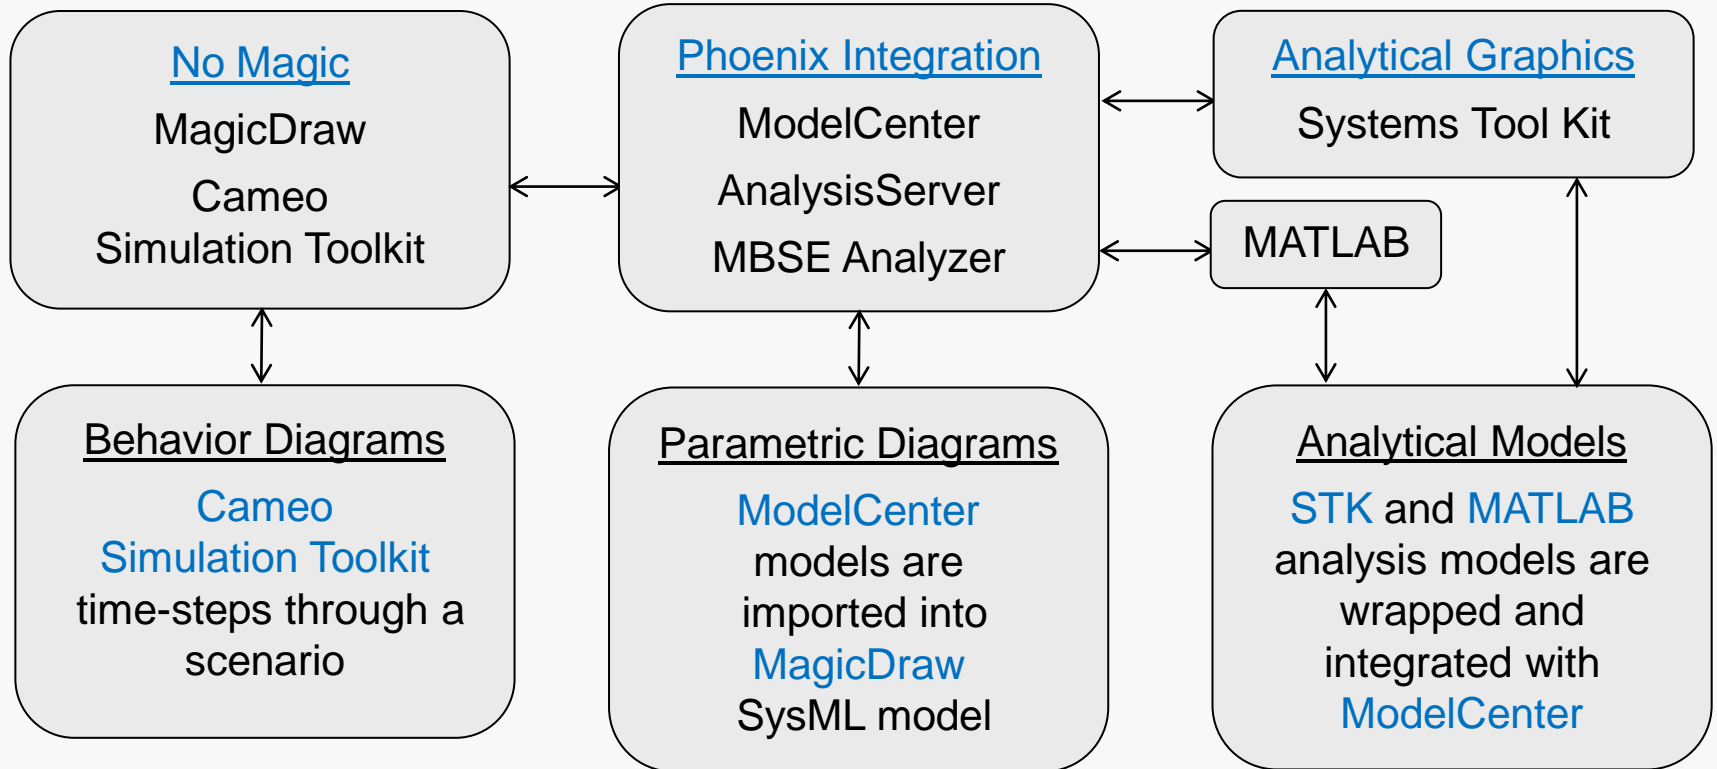 No Magic
MagicDraw
Cameo
Simulation Toolkit
Phoenix Integration
ModelCenter
AnalysisServer
MBSE Analyzer
Analytical Graphics
Systems Tool Kit
MATLAB
Behavior Diagrams
Cameo
Simulation Toolkit
time-steps through a
scenario
Parametric Diagrams
ModelCenter
models are
imported into
MagicDraw
SysML model
Analytical Models
STK and MATLAB
analysis models are
wrapped and
integrated with
ModelCenter